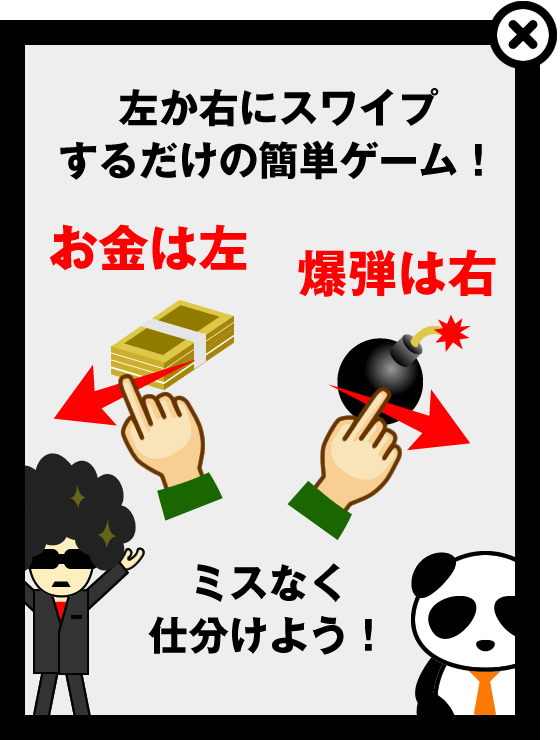 左か右にスワイプ
するだけの簡単ゲーム！
お金は左
爆弾は右
ミスなく
仕分けよう！